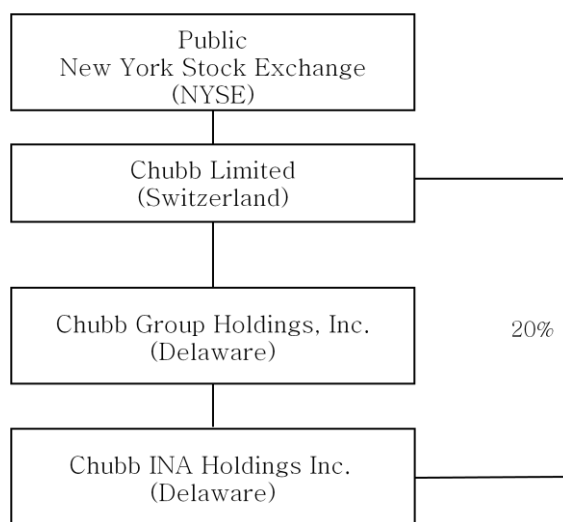 Public
New York Stock Exchange
(NYSE)
Chubb Limited
(Switzerland)
Chubb Group Holdings, Inc.
(Delaware)
20%
Chubb INA Holdings Inc.
(Delaware)